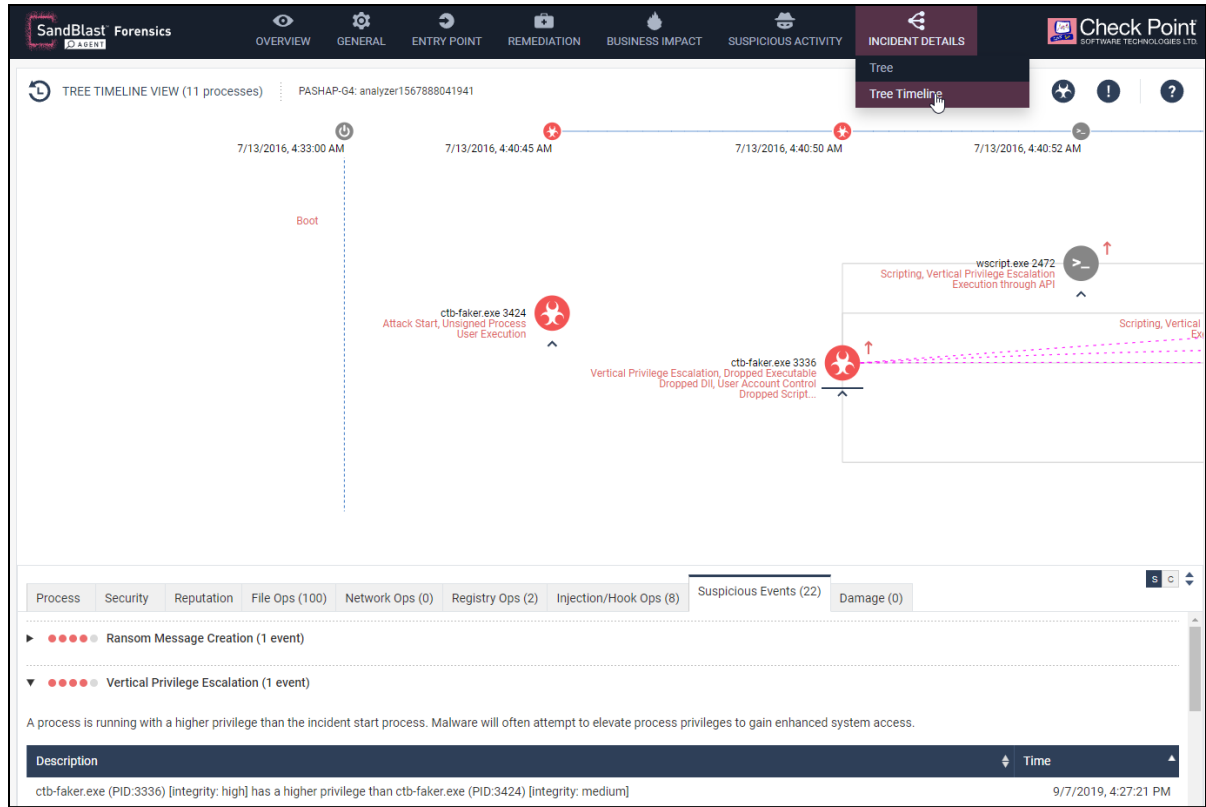 SandBlast Forensics
AGENT
OVERVIEW
GENERAL
ENTRY POINT
REMEDIATION
BUSINESS IMPACT
SUSPICIOUS ACTIVITY
INCIDENT DETAILS
Check Point
SOFTWARE TECHNOLOGIES LTD.
Tree
Tree Timeline
TREE TIMELINE VIEW (11 processes)
PASHAP-G4: analyzer1567888041941
7/13/2016, 4:33:00 AM
7/13/2016, 4:40:45 AM
7/13/2016, 4:40:50 AM
7/13/2016, 4:40:52 AM
Boot
wscript.exe 2472
Scripting, Vertical Privilege Escalation
Execution through API
ctb-faker.exe 3424
Attack Start, Unsigned Process
User Execution
Scripting, Vertical
Ex
ctb-faker.exe 3336
Vertical Privilege Escalation, Dropped Executable
Dropped Dll, User Account Control
Dropped Script...
S C
Process
Security
Reputation
File Ops (100)
Network Ops (0)
Registry Ops (2)
Injection/Hook Ops (8)
Suspicious Events (22)
Damage (0)
Ransom Message Creation (1 event)
Vertical Privilege Escalation (1 event)
A process is running with a higher privilege than the incident start process. Malware will often attempt to elevate process privileges to gain enhanced system access.
Description
Time
ctb-faker.exe (PID:3336) [integrity: high] has a higher privilege than ctb-faker.exe (PID:3424) [integrity: medium]
9/7/2019, 4:27:21 PM